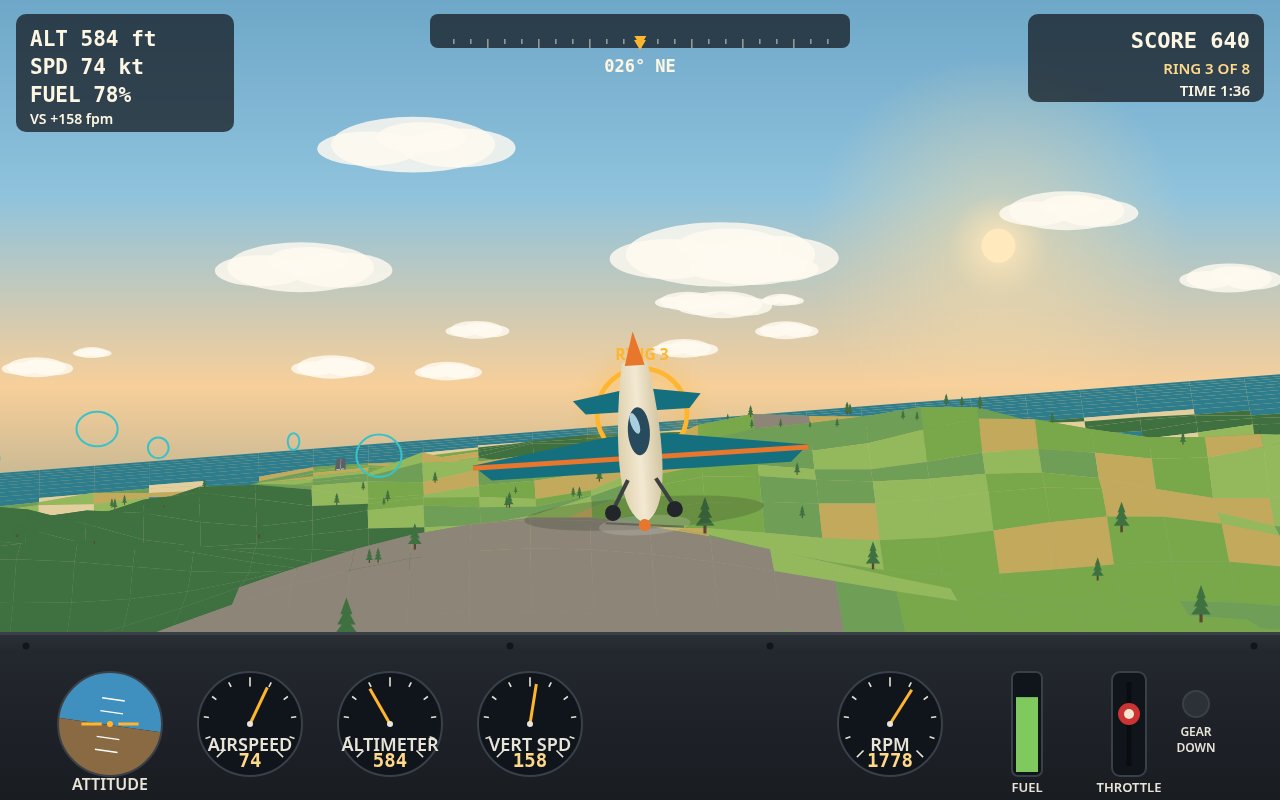 ALT 584 ft
SPD 74 kt
FUEL 78%
VS +158 fpm
026° NE
SCORE 640
RING 3 OF 8
TIME 1:36
RING 3
ATTITUDE
AIRSPEED
74
ALTIMETER
584
VERT SPD
158
RPM
1778
FUEL
THROTTLE
GEAR
DOWN